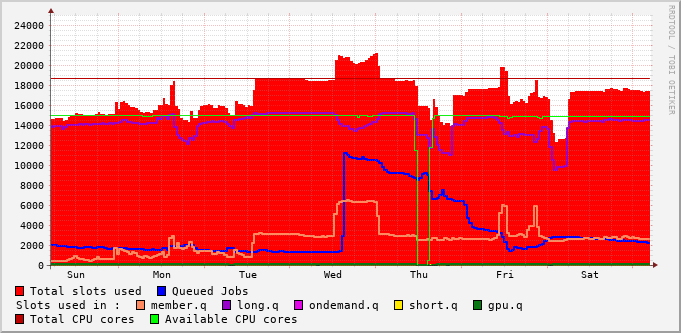 RRDTOOL / TOBI OETIKER
24000
22000
20000
18000
16000
14000
12000
10000
8000
6000
4000
2000
0
Sun Mon Tue Wed Thu Fri Sat
Total slots used Queued Jobs
Slots used in : member.q long.q ondemand.q short.q gpu.q
Total CPU cores Available CPU cores